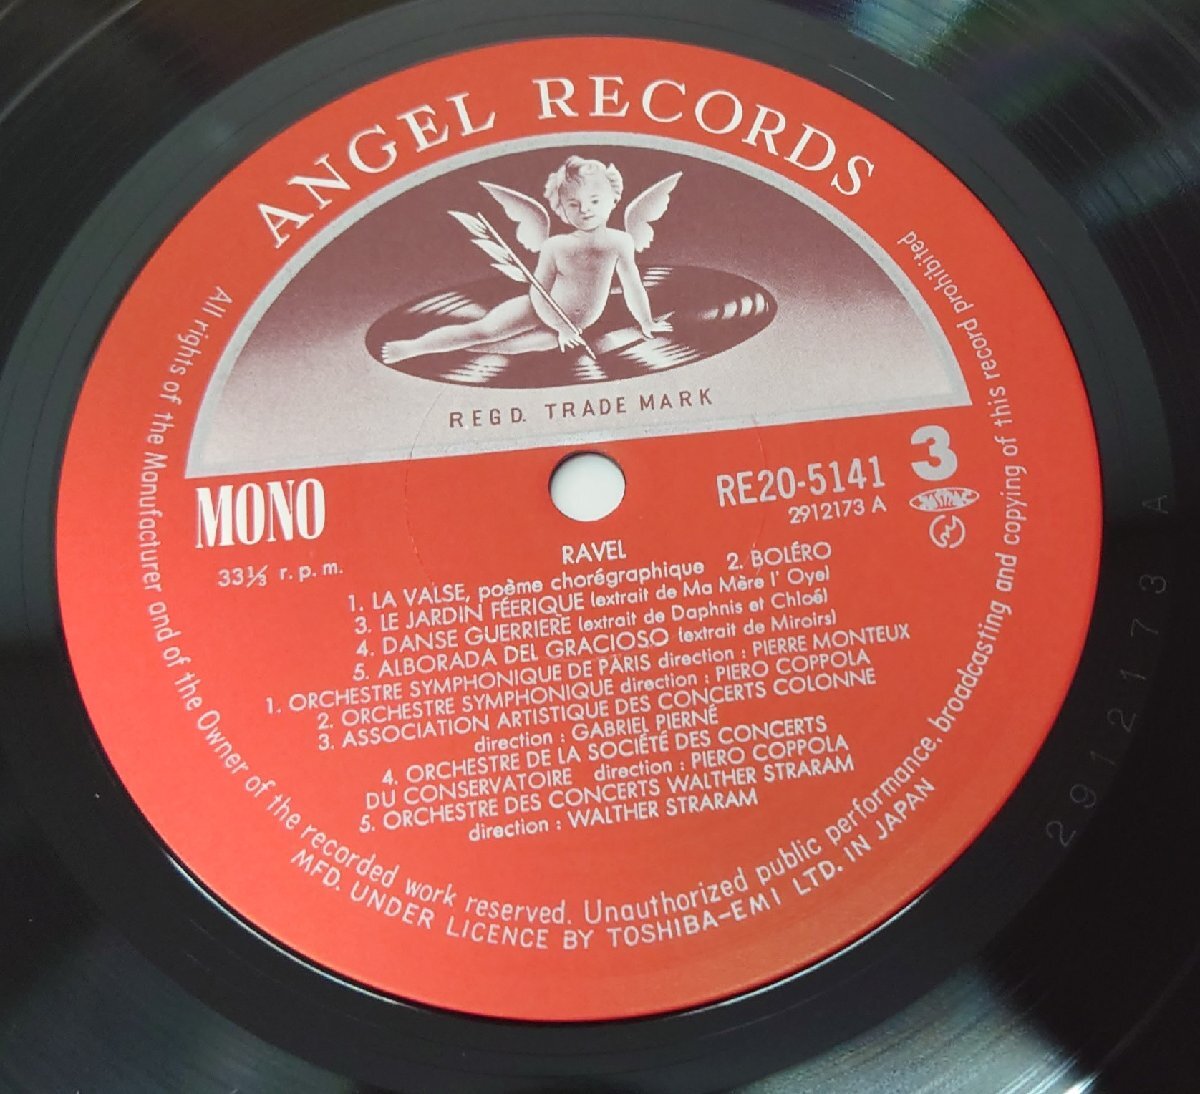 ANGEL RECORDS
REGD. TRADE MARK
MONO
33⅓ r.p.m.
RE20-5141
3
2912173 A
RAVEL
1. LA VALSE, poème chorégraphique 2. BOLÉRO
3. LE JARDIN FÉERIQUE (extrait de Ma Mère l' Oye)
4. DANSE GUERRIERE (extrait de Daphnis et Chloé)
5. ALBORADA DEL GRACIOSO (extrait de Miroirs)
1. ORCHESTRE SYMPHONIQUE DE PARIS direction : PIERRE MONTEUX
2. ORCHESTRE SYMPHONIQUE direction : PIERO COPPOLA
3. ASSOCIATION ARTISTIQUE DES CONCERTS COLONNE
direction : GABRIEL PIERNÉ
4. ORCHESTRE DE LA SOCIÉTÉ DES CONCERTS
DU CONSERVATOIRE direction : PIERO COPPOLA
5. ORCHESTRE DES CONCERTS WALTHER STRARAM
direction : WALTHER STRARAM
All rights of the Manufacturer and of the Owner of the recorded work reserved. Unauthorized public performance, broadcasting and copying of this record prohibited
MFD. UNDER LICENCE BY TOSHIBA-EMI LTD. IN JAPAN
2912173 A